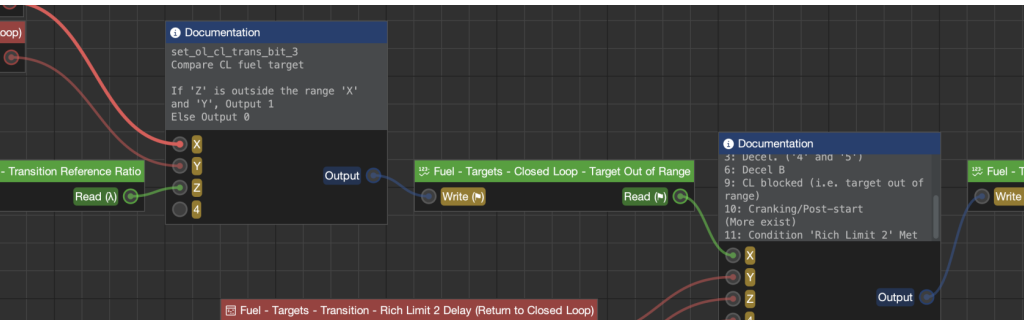 oop)
Documentation
set_ol_cl_trans_bit_3
Compare CL fuel target
If 'Z' is outside the range 'X'
and 'Y', Output 1
Else Output 0
X
Y
Z
4
Output
- Transition Reference Ratio
Read (λ)
Fuel - Targets - Closed Loop - Target Out of Range
Write (⚑)
Read (⚑)
Documentation
3: Decel. ('4' and '5')
6: Decel B
9: CL blocked (i.e. target out of
range)
10: Cranking/Post-start
(More exist)
11: Condition 'Rich Limit 2' Met
X
Y
Z
Output
Fuel - T
Write
Fuel - Targets - Transition - Rich Limit 2 Delay (Return to Closed Loop)